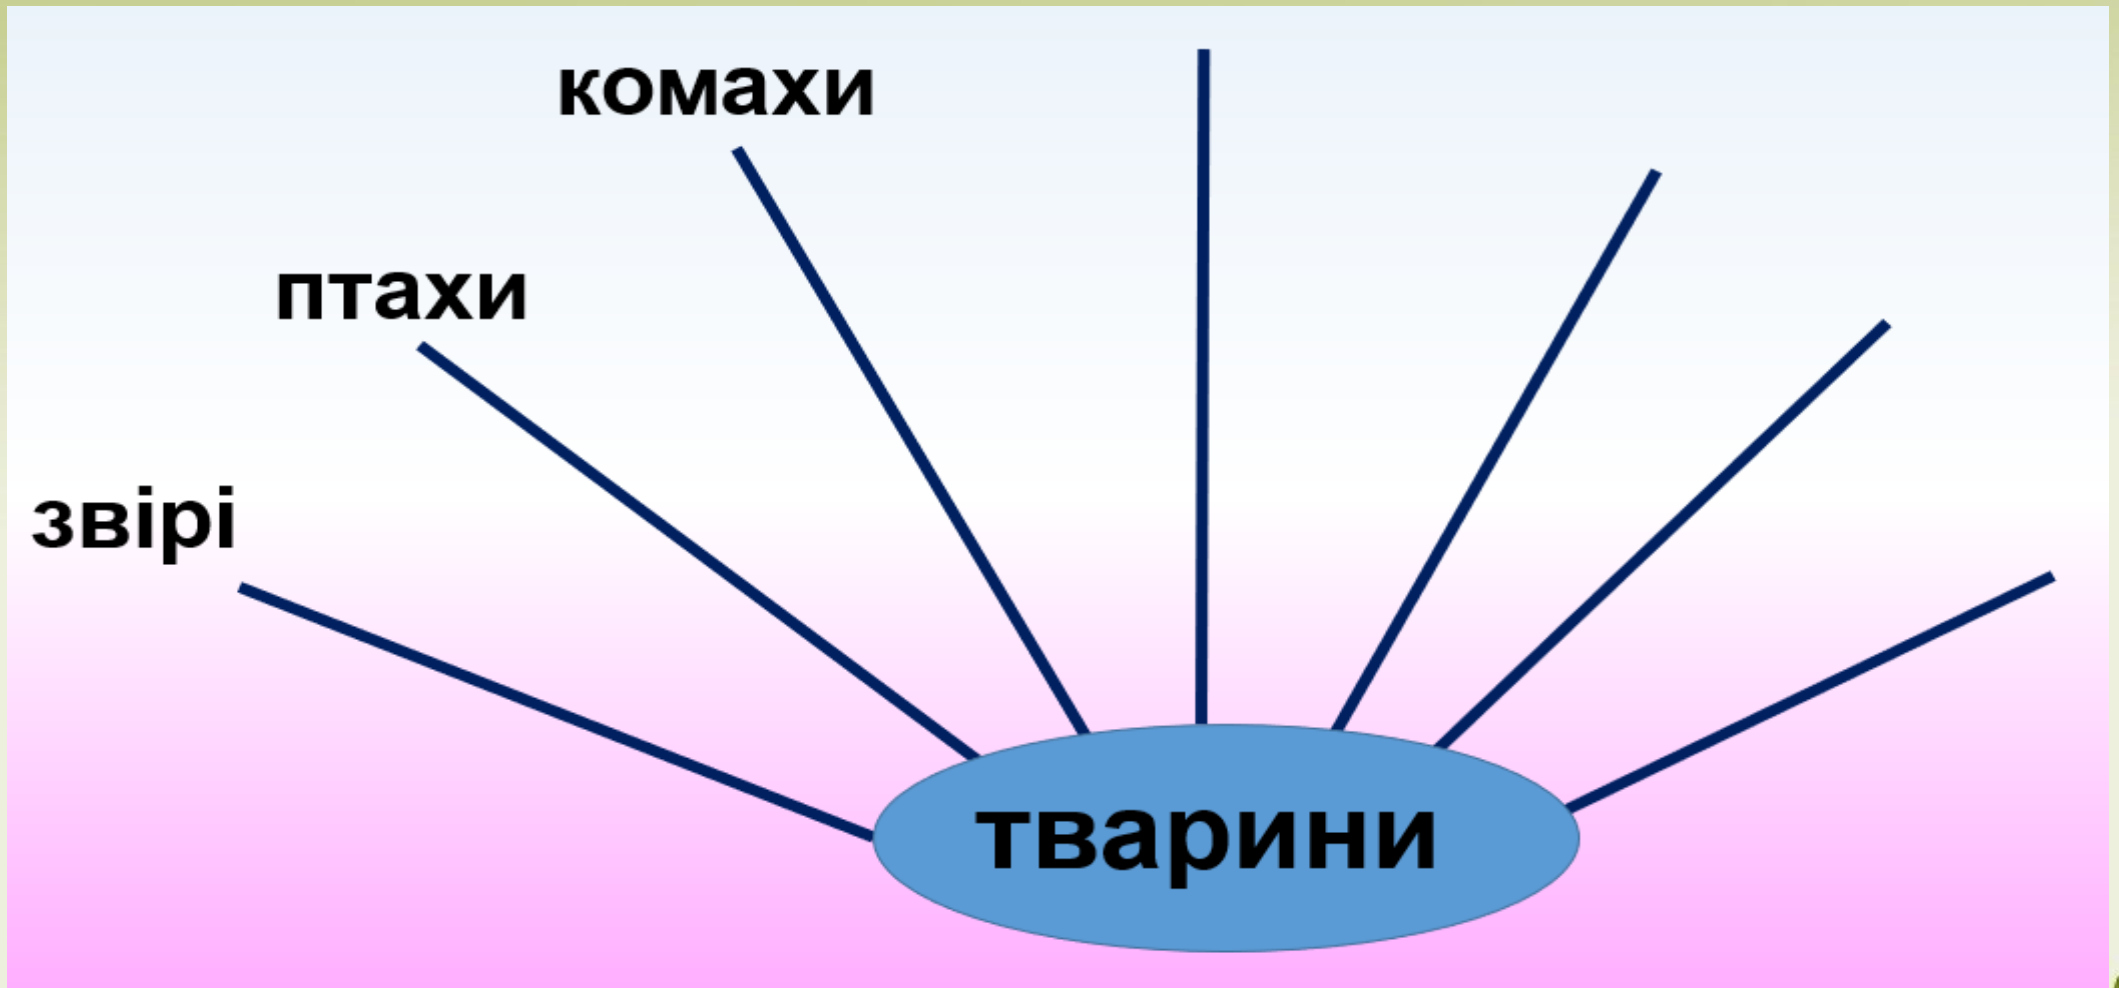 комахи
птахи
звірі
тварини